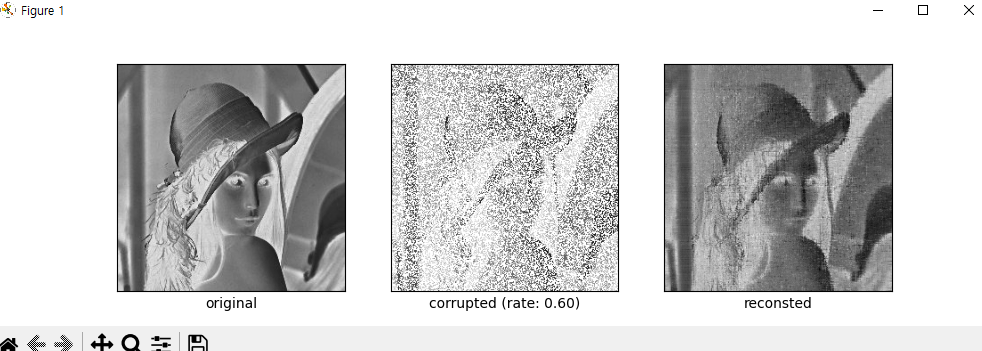 Figure 1
original
corrupted (rate: 0.60)
reconsted